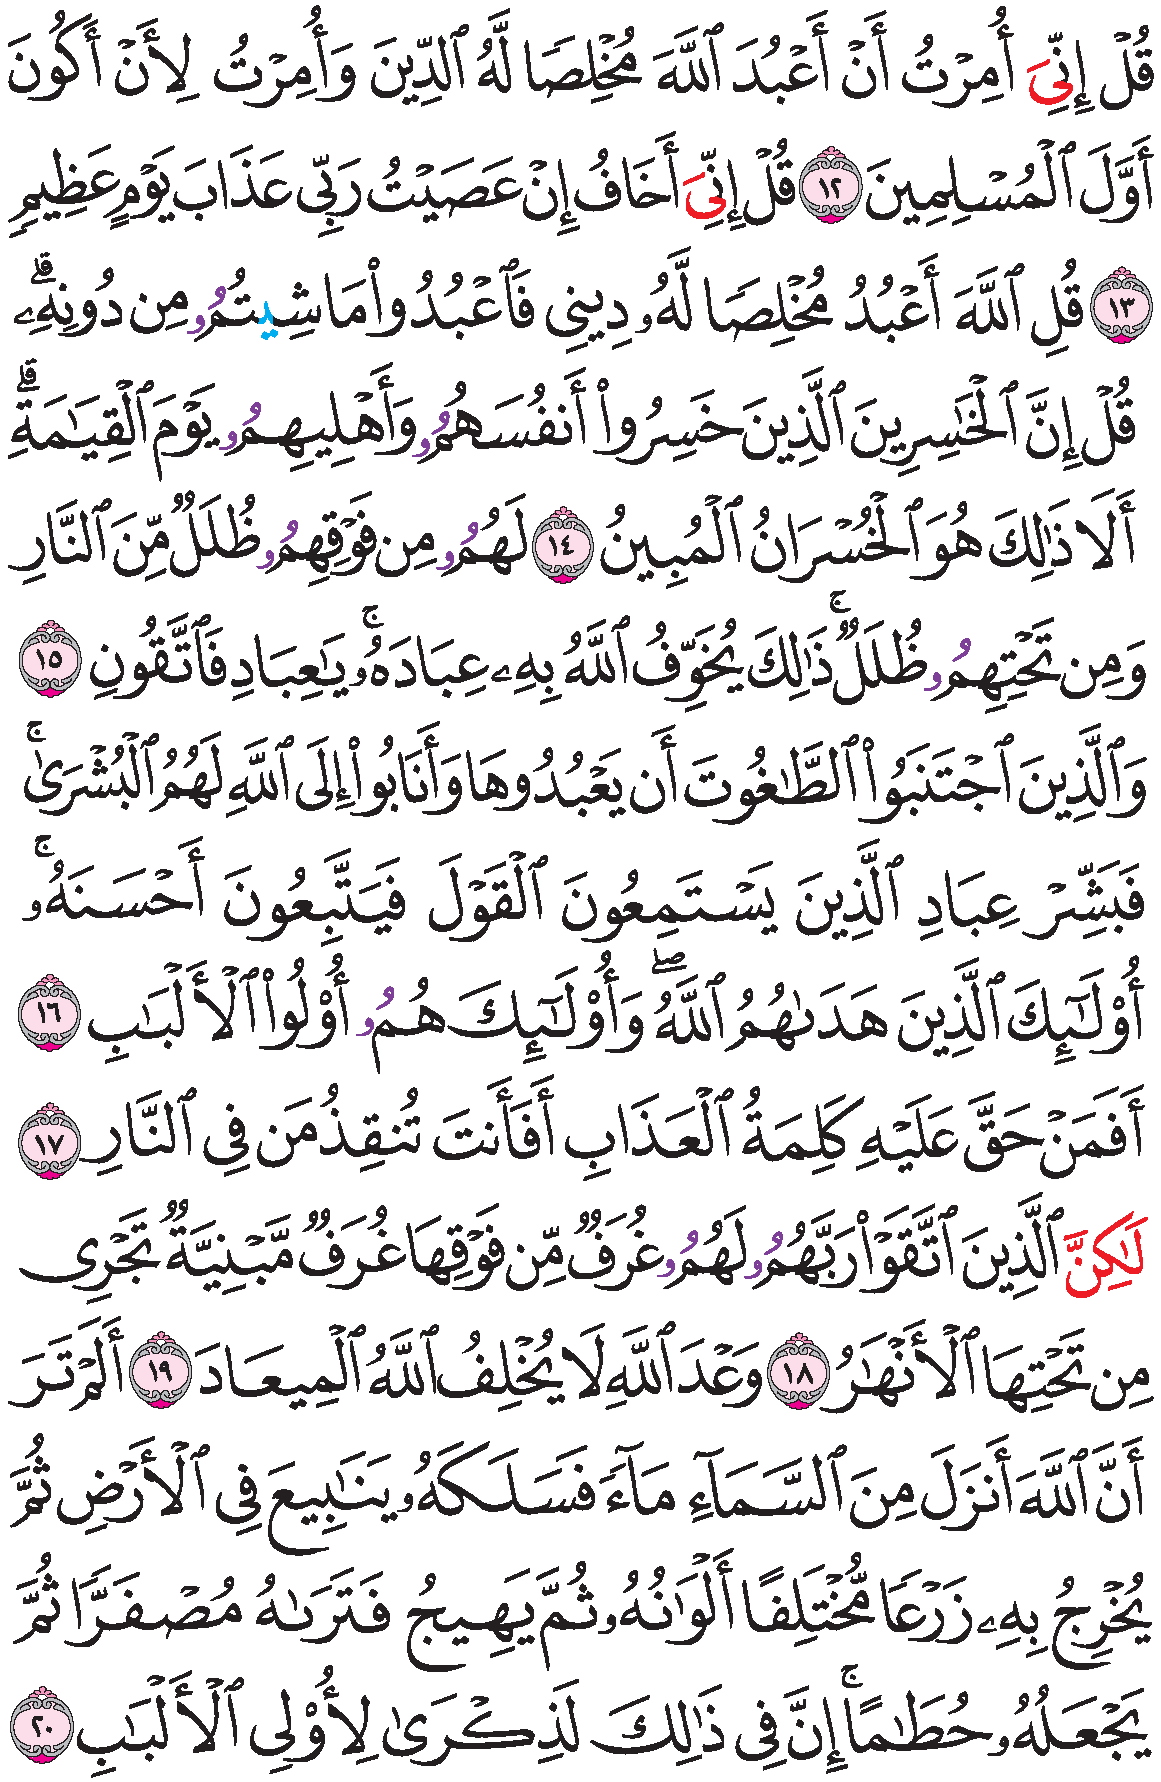 قُلْ إِنِّىَ أُمِرْتُ أَنْ أَعْبُدَ ٱللَّهَ مُخْلِصًا لَّهُ ٱلدِّينَ وَأُمِرْتُ لِأَنْ أَكُونَ
أَوَّلَ ٱلْمُسْلِمِينَ ١٢ قُلْ إِنِّىَ أَخَافُ إِنْ عَصَيْتُ رَبِّى عَذَابَ يَوْمٍ عَظِيمٍ
١٣ قُلِ ٱللَّهَ أَعْبُدُ مُخْلِصًا لَّهُۥ دِينِى فَٱعْبُدُوا۟ مَا شِيتُمُۥ مِن دُونِهِۦ ۗ
قُلْ إِنَّ ٱلْخَٰسِرِينَ ٱلَّذِينَ خَسِرُوا۟ أَنفُسَهُمُۥ وَأَهْلِيهِمُۥ يَوْمَ ٱلْقِيَٰمَةِ ۗ
أَلَا ذَٰلِكَ هُوَ ٱلْخُسْرَانُ ٱلْمُبِينُ ١٤ لَهُمُۥ مِن فَوْقِهِمُۥ ظُلَلٌ مِّنَ ٱلنَّارِ
وَمِن تَحْتِهِمُۥ ظُلَلٌ ۚ ذَٰلِكَ يُخَوِّفُ ٱللَّهُ بِهِۦ عِبَادَهُۥ ۚ يَٰعِبَادِ فَٱتَّقُونِ ١٥
وَٱلَّذِينَ ٱجْتَنَبُوا۟ ٱلطَّٰغُوتَ أَن يَعْبُدُوهَا وَأَنَابُوا۟ إِلَى ٱللَّهِ لَهُمُ ٱلْبُشْرَىٰ ۚ
فَبَشِّرْ عِبَادِ ٱلَّذِينَ يَسْتَمِعُونَ ٱلْقَوْلَ فَيَتَّبِعُونَ أَحْسَنَهُۥ ۚ
أُو۟لَٰٓئِكَ ٱلَّذِينَ هَدَىٰهُمُ ٱللَّهُ ۖ وَأُو۟لَٰٓئِكَ هُمُۥ أُو۟لُوا۟ ٱلْأَلْبَٰبِ ١٦
أَفَمَنْ حَقَّ عَلَيْهِ كَلِمَةُ ٱلْعَذَابِ أَفَأَنتَ تُنقِذُ مَن فِى ٱلنَّارِ ١٧
لَٰكِنَّ ٱلَّذِينَ ٱتَّقَوْا۟ رَبَّهُمُۥ لَهُمُۥ غُرَفٌ مِّن فَوْقِهَا غُرَفٌ مَّبْنِيَّةٌ تَجْرِى
مِن تَحْتِهَا ٱلْأَنْهَٰرُ ١٨ وَعْدَ ٱللَّهِ لَا يُخْلِفُ ٱللَّهُ ٱلْمِيعَادَ ١٩ أَلَمْ تَرَ
أَنَّ ٱللَّهَ أَنزَلَ مِنَ ٱلسَّمَآءِ مَآءً فَسَلَكَهُۥ يَنَٰبِيعَ فِى ٱلْأَرْضِ ثُمَّ
يُخْرِجُ بِهِۦ زَرْعًا مُّخْتَلِفًا أَلْوَٰنُهُۥ ثُمَّ يَهِيجُ فَتَرَىٰهُ مُصْفَرًّا ثُمَّ
يَجْعَلُهُۥ حُطَٰمًا ۚ إِنَّ فِى ذَٰلِكَ لَذِكْرَىٰ لِأُو۟لِى ٱلْأَلْبَٰبِ ٢٠